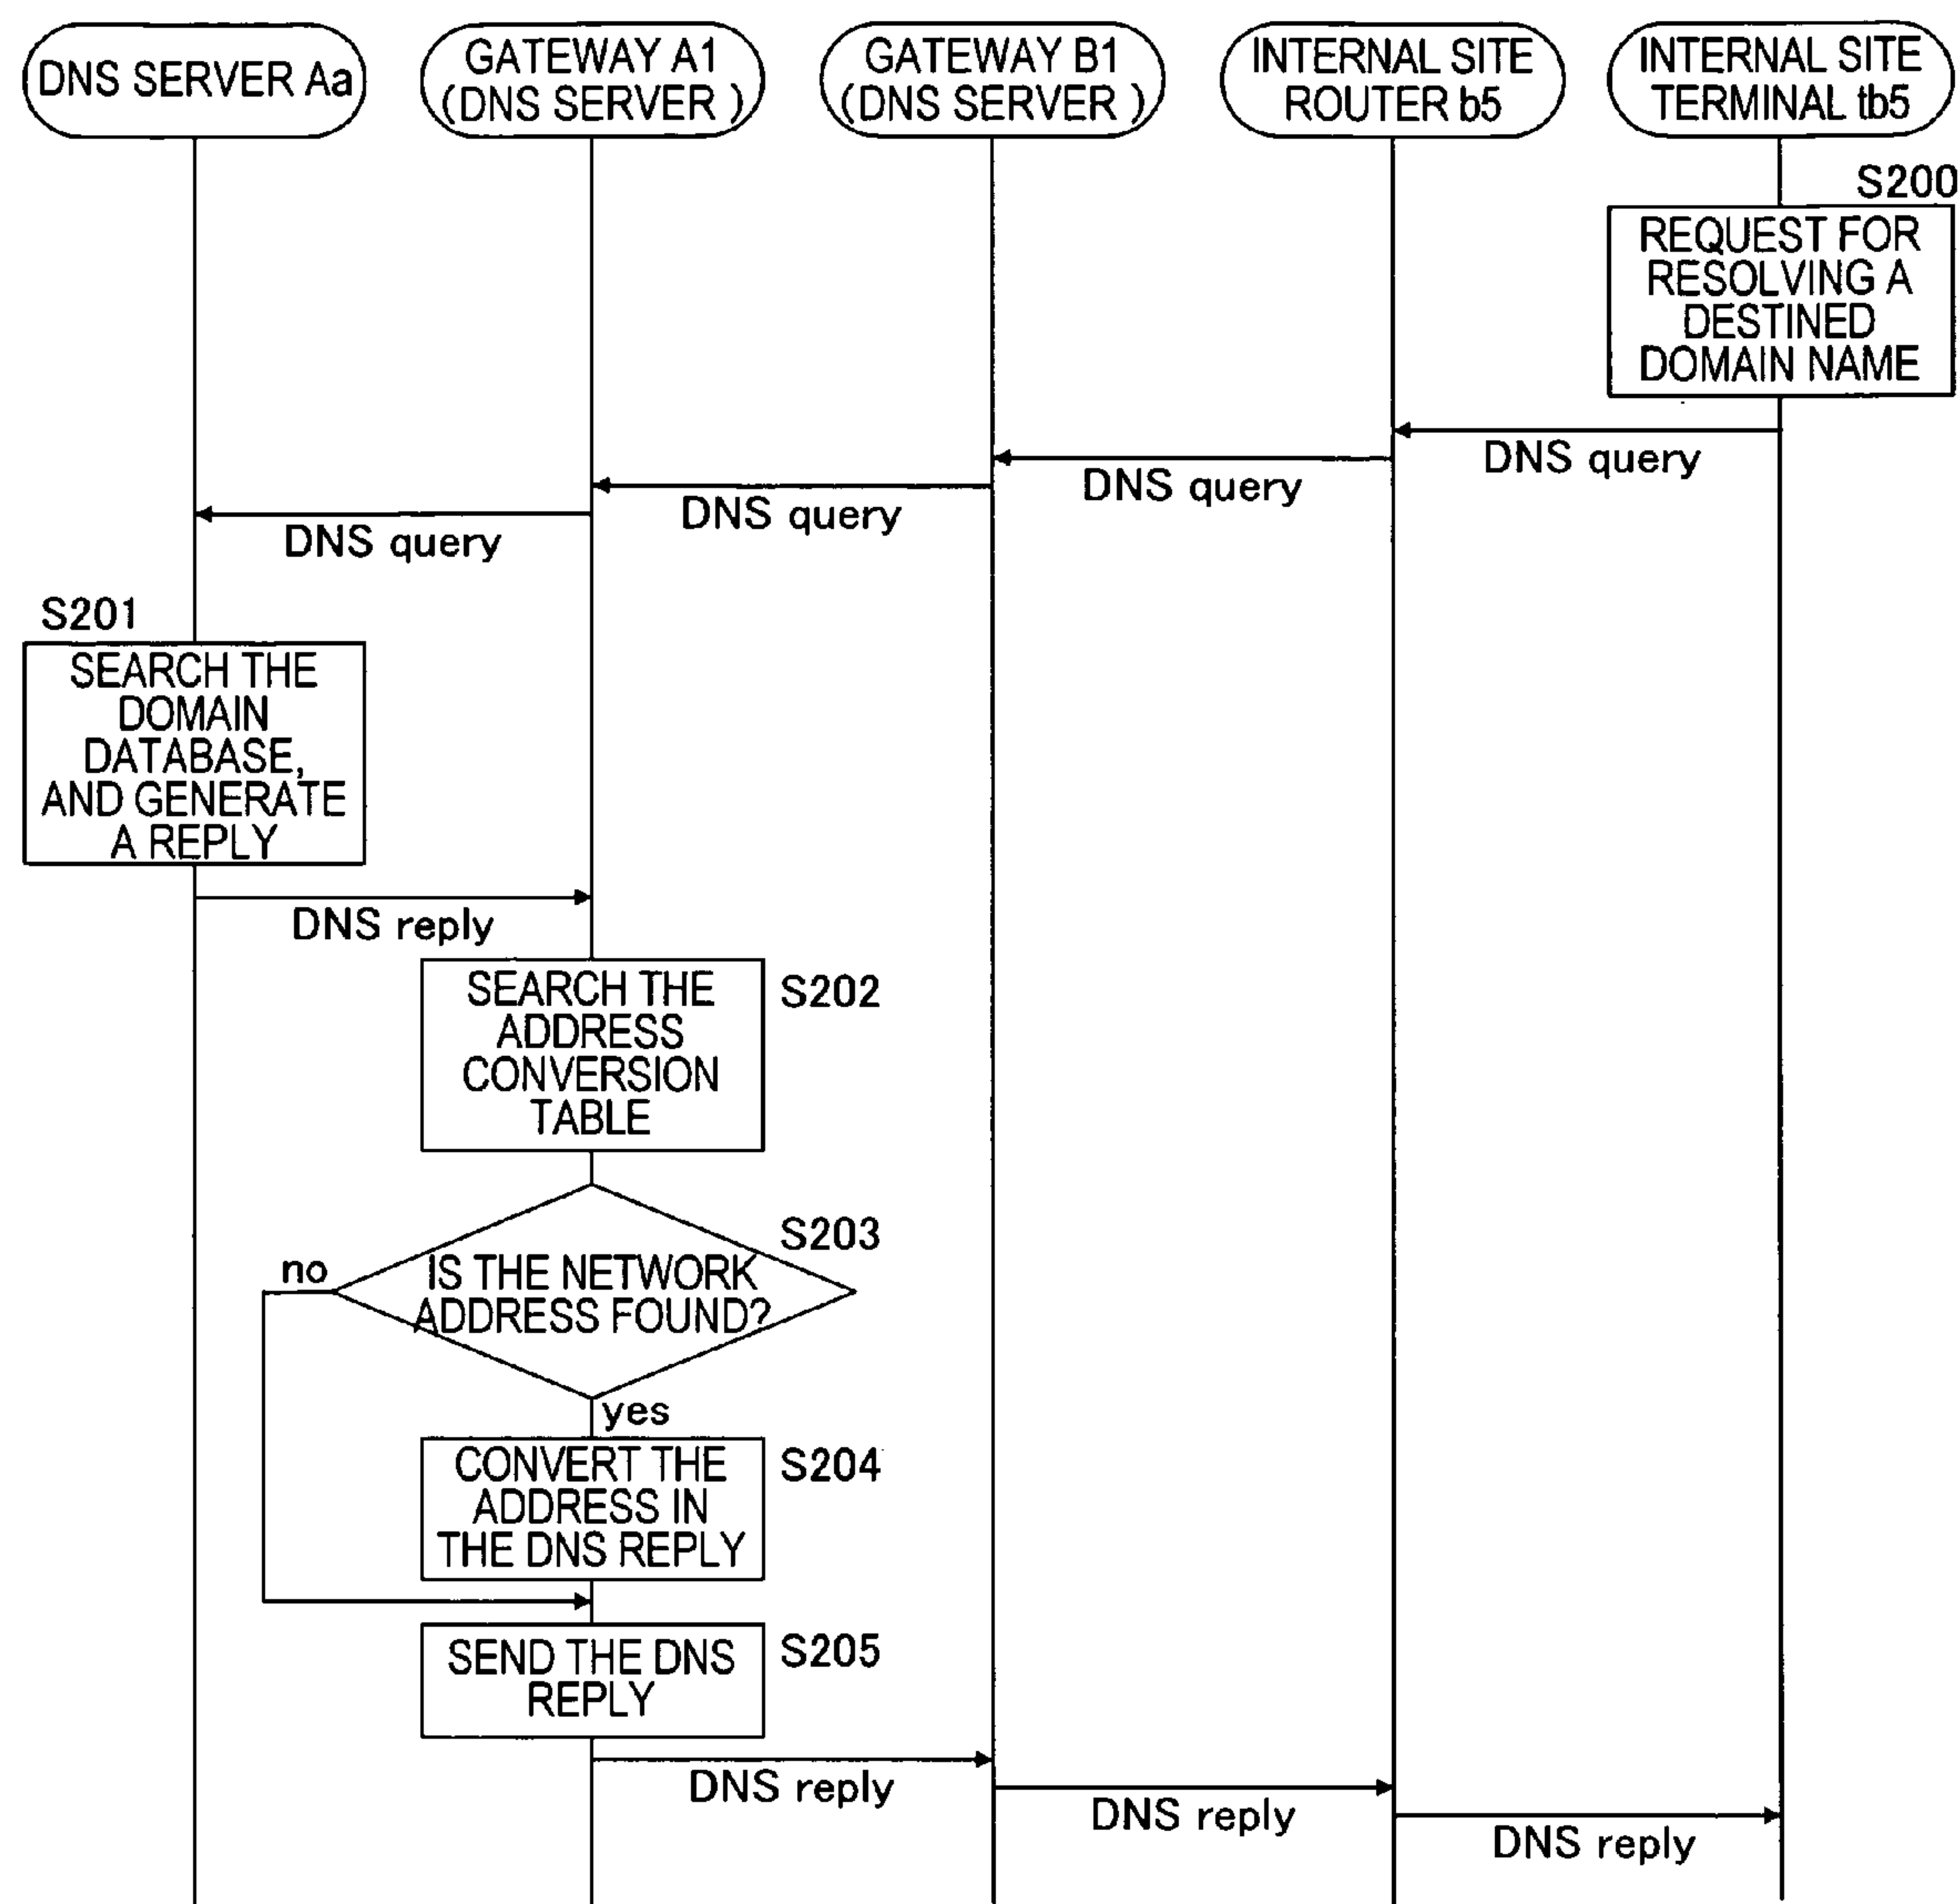 DNS SERVER Aa
GATEWAY A1
(DNS SERVER )
GATEWAY B1
(DNS SERVER )
INTERNAL SITE
ROUTER b5
INTERNAL SITE
TERMINAL tb5
S200
REQUEST FOR
RESOLVING A
DESTINED
DOMAIN NAME
DNS query
DNS query
DNS query
DNS query
S201
SEARCH THE
DOMAIN
DATABASE,
AND GENERATE
A REPLY
DNS reply
SEARCH THE
ADDRESS
CONVERSION
TABLE
S202
S203
no
IS THE NETWORK
ADDRESS FOUND?
yes
CONVERT THE
ADDRESS IN
THE DNS REPLY
S204
SEND THE DNS
REPLY
S205
DNS reply
DNS reply
DNS reply